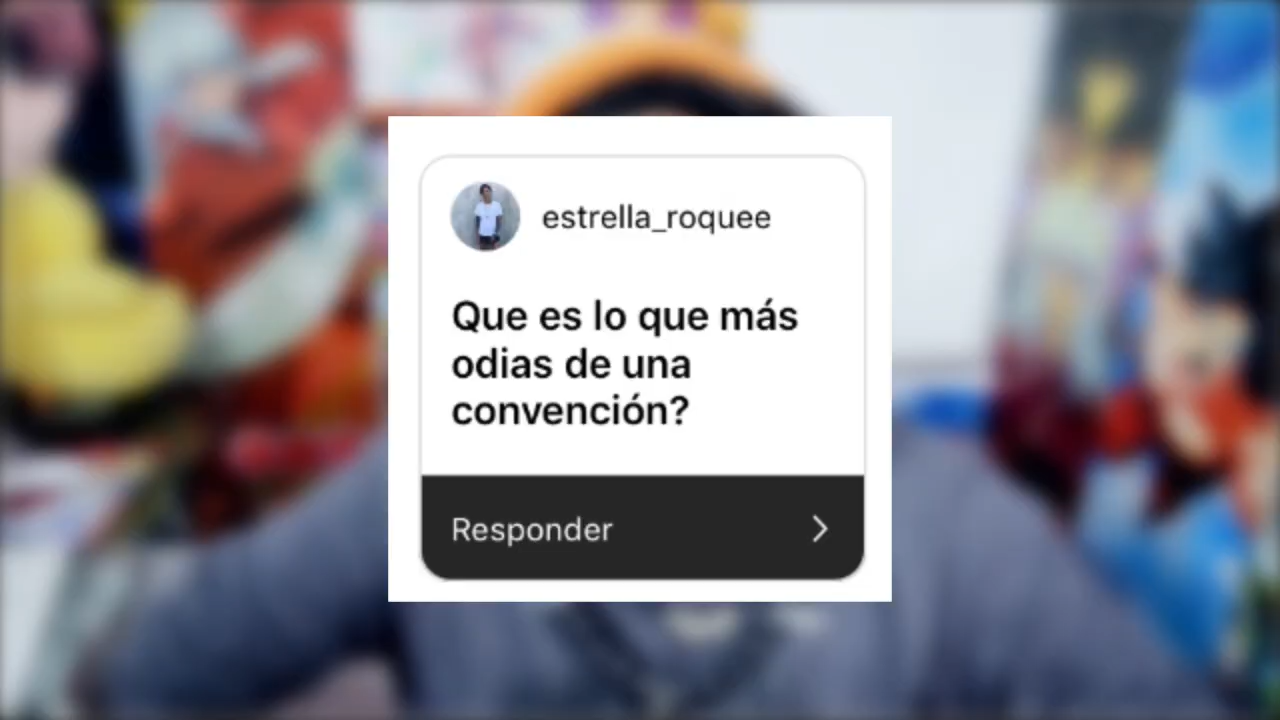 estrella_roquee
Que es lo que más
odias de una
convención?
Responder